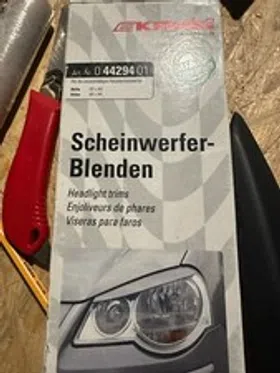 Art. Nr. 0 44294 01
Scheinwerfer-
Blenden
Headlight trims
Enjoliveurs de phares
Viseras para faros